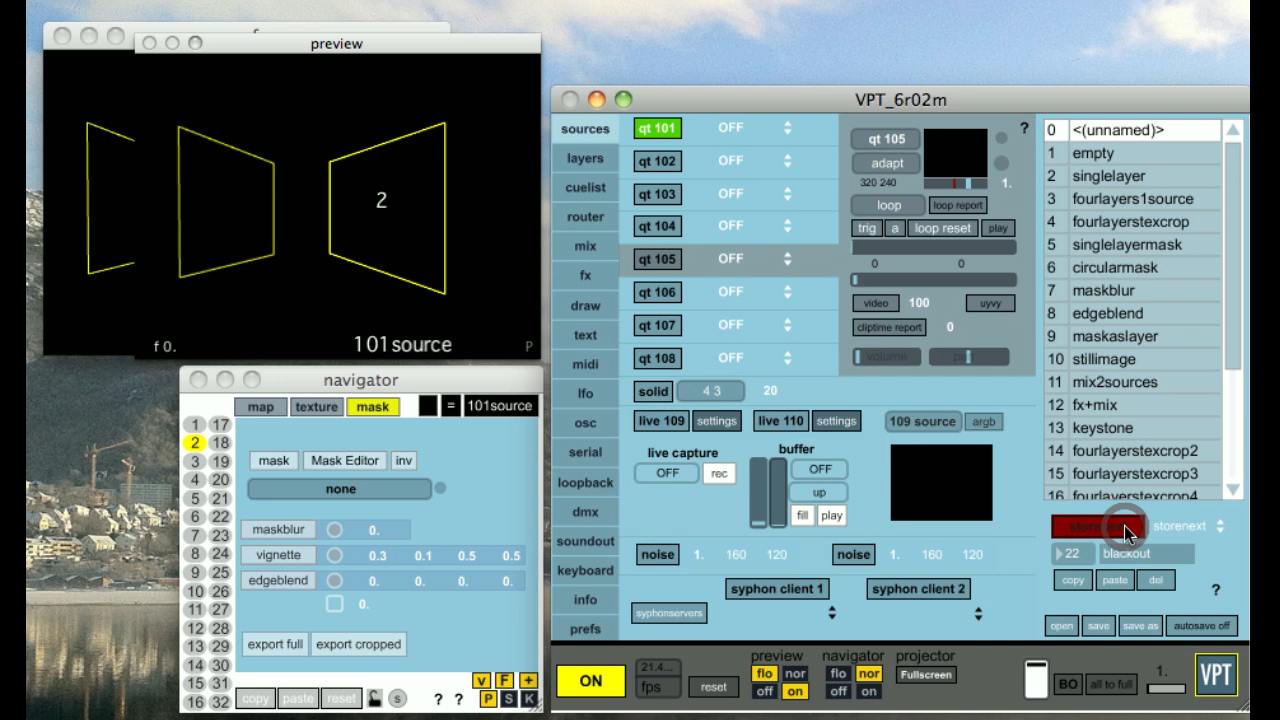 preview
2
f 0.
101source
P
navigator
map texture mask = 101source
1 17
2 18
3 19
4 20
5 21
6 22
7 23
8 24
9 25
10 26
11 27
12 28
13 29
14 30
15 31
16 32
mask Mask Editor inv
none
maskblur 0.
vignette 0.3 0.1 0.5 0.5
edgeblend 0. 0. 0. 0.
0.
export full export cropped
copy paste reset s ? ? v F + P S K
VPT_6r02m
sources
layers
cuelist
router
mix
fx
draw
text
midi
lfo
osc
serial
loopback
dmx
soundout
keyboard
info
prefs
qt 101 OFF
qt 102 OFF
qt 103 OFF
qt 104 OFF
qt 105 OFF
qt 106 OFF
qt 107 OFF
qt 108 OFF
solid 4 3 20
live 109 settings live 110 settings 109 source argb
live capture
OFF rec
buffer
OFF
up
fill play
noise 1. 160 120 noise 1. 160 120
syphon client 1 syphon client 2
syphonservers
qt 105 ?
adapt
320 240 1.
loop loop report
trig a loop reset play
0 0
video 100 uyvy
cliptime report 0
volume
0 <(unnamed)>
1 empty
2 singlelayer
3 fourlayers1source
4 fourlayerstexcrop
5 singlelayermask
6 circularmask
7 maskblur
8 edgeblend
9 maskaslayer
10 stillimage
11 mix2sources
12 fx+mix
13 keystone
14 fourlayerstexcrop2
15 fourlayerstexcrop3
16 fourlayerstexcrop4
storenext
22 blackout
copy paste del ?
open save save as autosave off
ON
21.4...
fps
reset
preview
flo nor
off on
navigator
flo nor
off on
projector
Fullscreen
BO all to full 1. VPT